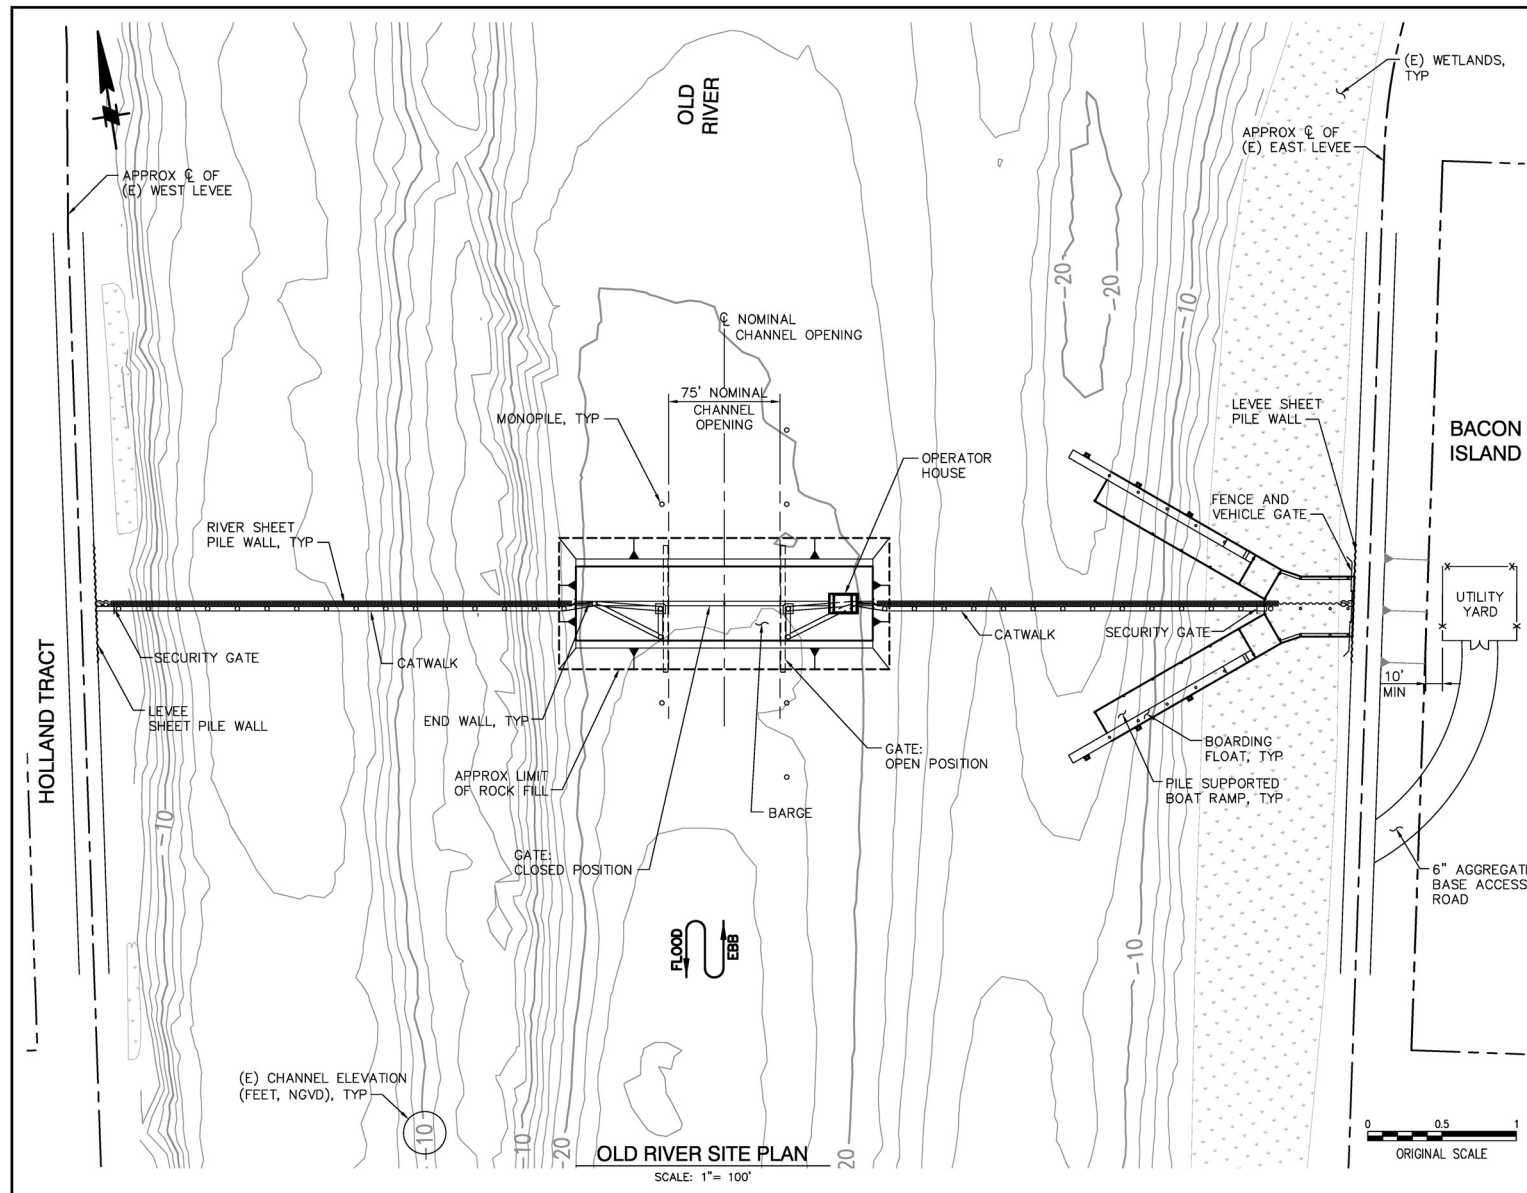 OLD
RIVER
(E) WETLANDS,
TYP
APPROX ℄ OF
(E) EAST LEVEE
APPROX ℄ OF
(E) WEST LEVEE
-20
-20
-10
℄ NOMINAL
CHANNEL OPENING
75' NOMINAL
CHANNEL
OPENING
MONOPILE, TYP
LEVEE SHEET
PILE WALL
BACON
ISLAND
OPERATOR
HOUSE
FENCE AND
VEHICLE GATE
RIVER SHEET
PILE WALL, TYP
UTILITY
YARD
CATWALK
SECURITY GATE
SECURITY GATE
CATWALK
HOLLAND TRACT
10'
MIN
LEVEE
SHEET PILE WALL
END WALL, TYP
GATE:
OPEN POSITION
BOARDING
FLOAT, TYP
APPROX LIMIT
OF ROCK FILL
PILE SUPPORTED
BOAT RAMP, TYP
BARGE
-10
GATE:
CLOSED POSITION
6" AGGREGATE
BASE ACCESS
ROAD
FLOOD
EBB
-10
(E) CHANNEL ELEVATION
(FEET, NGVD), TYP
-10
-10
-20
20
OLD RIVER SITE PLAN
SCALE: 1"= 100'
0 0.5 1
ORIGINAL SCALE